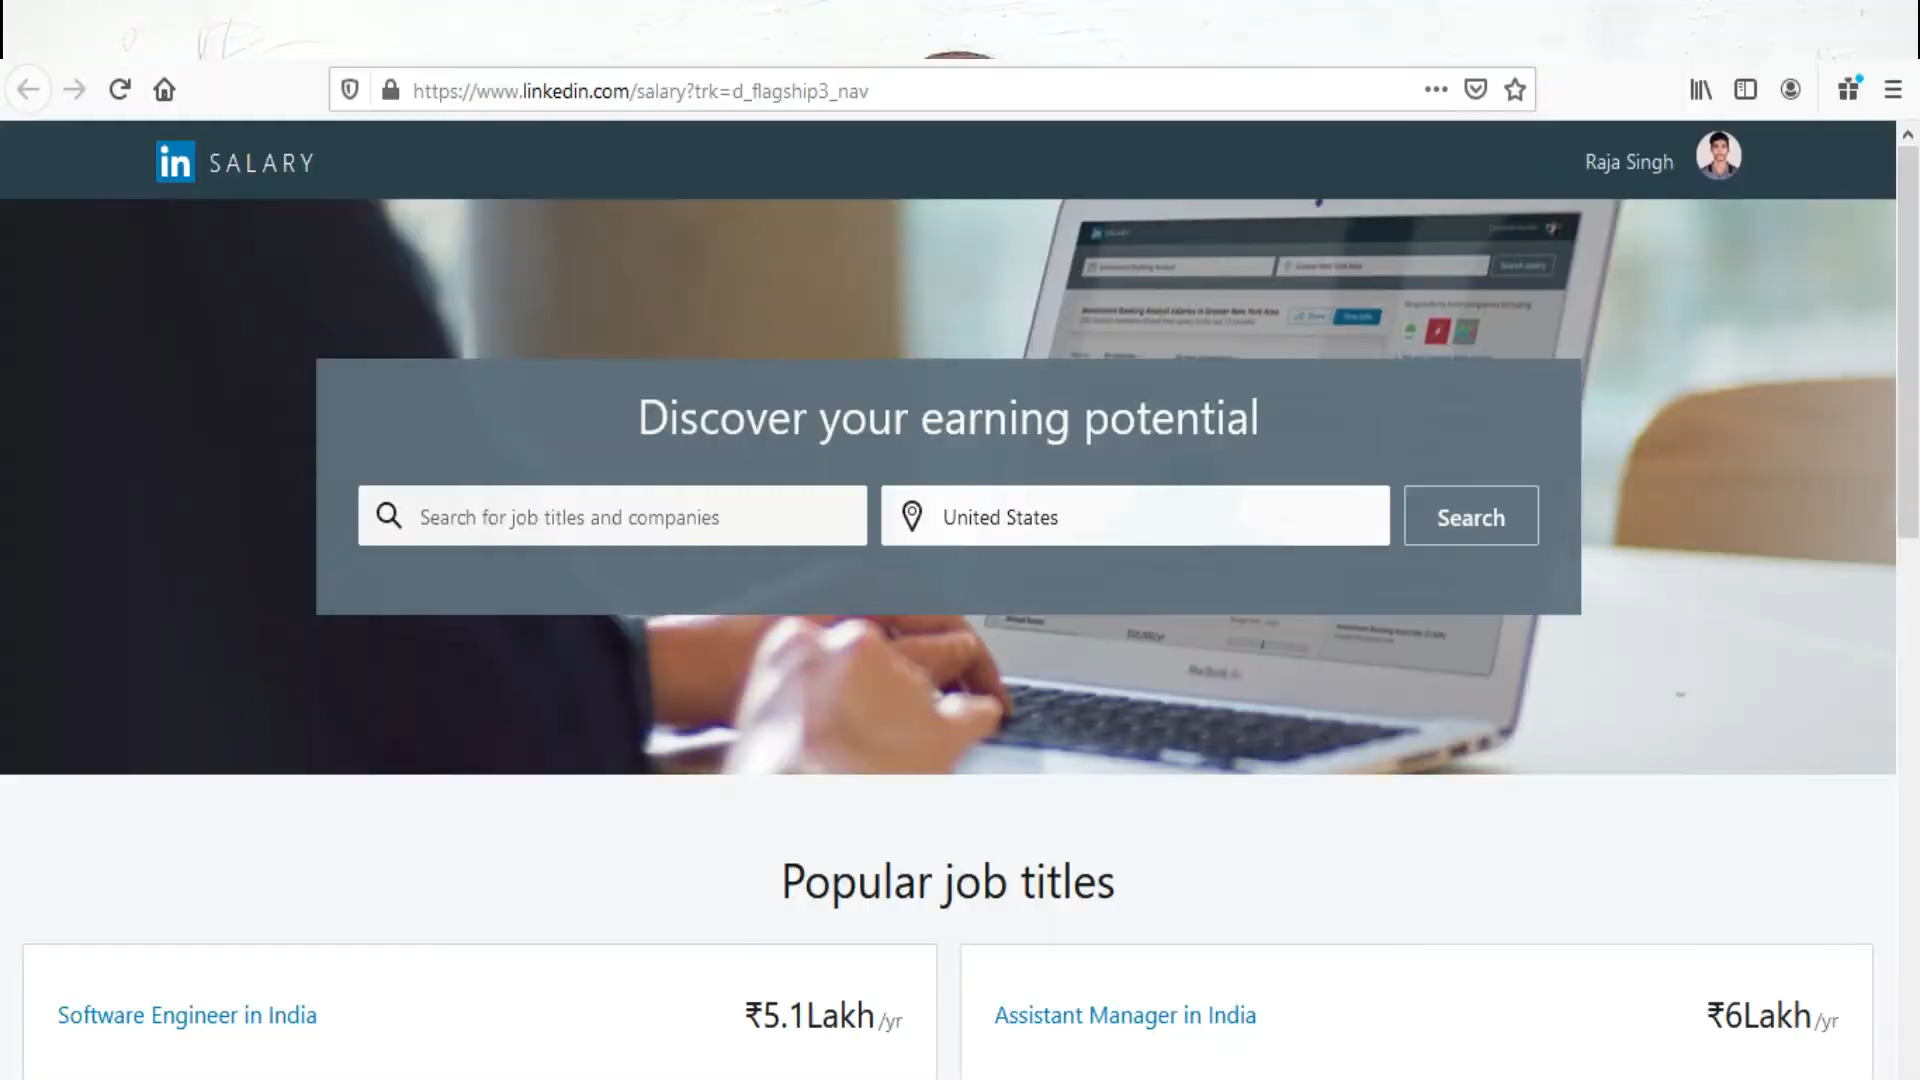 https://www.linkedin.com/salary?trk=d_flagship3_nav
in SALARY
Raja Singh
Discover your earning potential
Search for job titles and companies
United States
Search
Popular job titles
Software Engineer in India
₹5.1Lakh /yr
Assistant Manager in India
₹6Lakh /yr